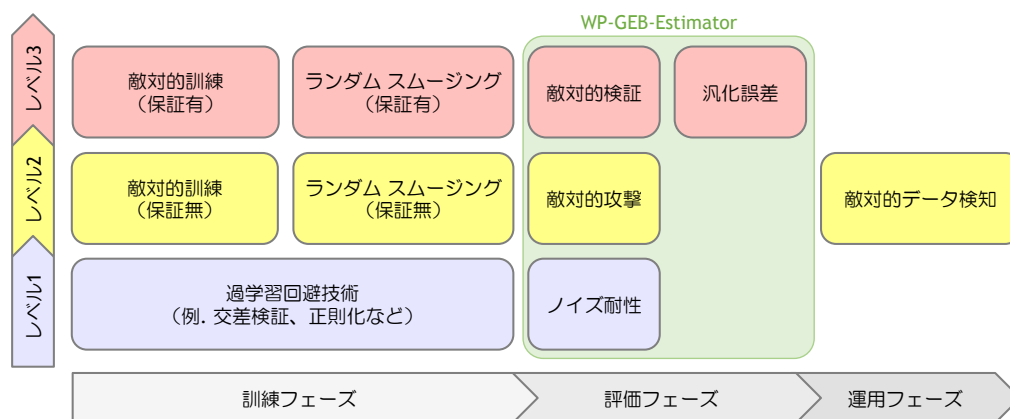 WP-GEB-Estimator
レベル3
敵対的訓練
（保証有）
ランダム スムージング
（保証有）
敵対的検証
汎化誤差
レベル2
敵対的訓練
（保証無）
ランダム スムージング
（保証無）
敵対的攻撃
敵対的データ検知
レベル1
過学習回避技術
（例. 交差検証、正則化など）
ノイズ耐性
訓練フェーズ
評価フェーズ
運用フェーズ